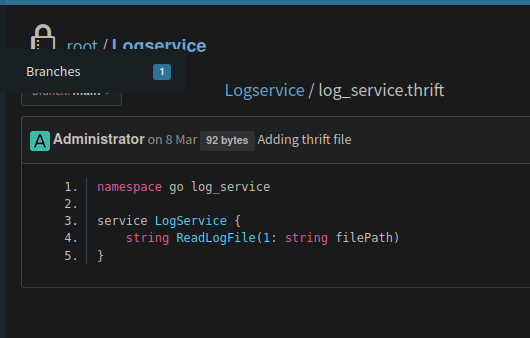 root / Logservice
Branches 1
branch: main
Logservice / log_service.thrift
A Administrator on 8 Mar 92 bytes Adding thrift file
1. namespace go log_service
2.
3. service LogService {
4.     string ReadLogFile(1: string filePath)
5. }